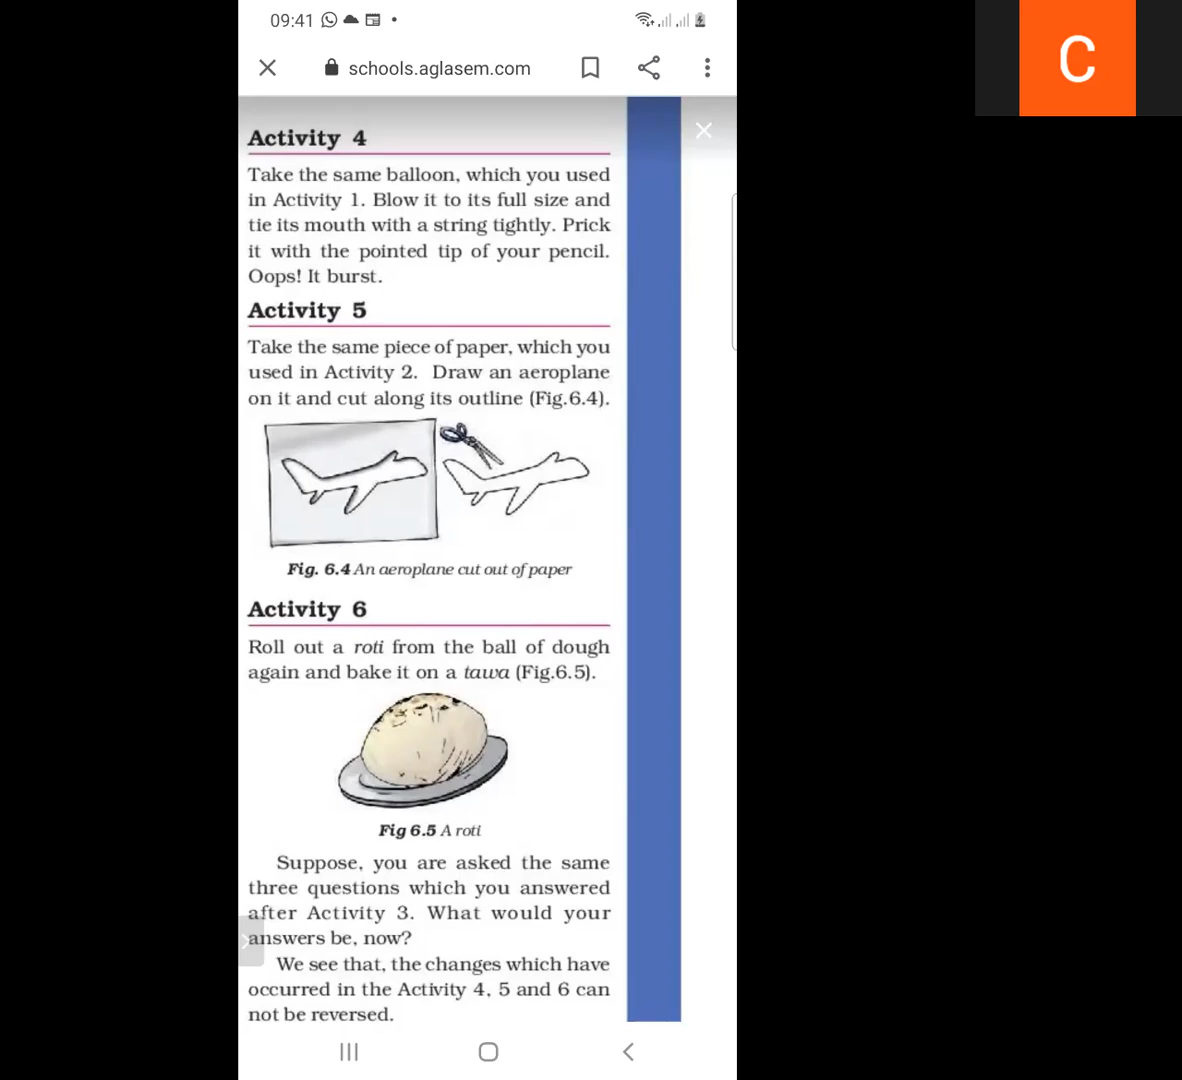 09:41
schools.aglasem.com
C
Activity 4
Take the same balloon, which you used
in Activity 1. Blow it to its full size and
tie its mouth with a string tightly. Prick
it with the pointed tip of your pencil.
Oops! It burst.
Activity 5
Take the same piece of paper, which you
used in Activity 2. Draw an aeroplane
on it and cut along its outline (Fig.6.4).
Fig. 6.4 An aeroplane cut out of paper
Activity 6
Roll out a roti from the ball of dough
again and bake it on a tawa (Fig.6.5).
Fig 6.5 A roti
Suppose, you are asked the same
three questions which you answered
after Activity 3. What would your
answers be, now?
We see that, the changes which have
occurred in the Activity 4, 5 and 6 can
not be reversed.